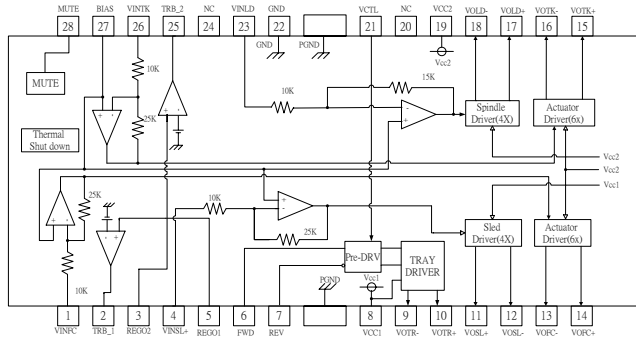 MUTE BIAS VINTK TRB_2 NC VINLD GND VCTL NC VCC2 VOLD- VOLD+ VOTK- VOTK+
28 27 26 25 24 23 22 21 20 19 18 17 16 15
GND PGND
Vcc2
MUTE
10K
15K
10K
25K
Spindle
Driver(4X)
Actuator
Driver(6x)
Thermal
Shut down
Vcc2
Vcc2
Vcc1
25K
10K
25K
Sled
Driver(4X)
Actuator
Driver(6x)
Pre-DRV
TRAY
DRIVER
Vcc1
PGND
10K
1 2 3 4 5 6 7 8 9 10 11 12 13 14
VINFC TRB_1 REGO2 VINSL+ REGO1 FWD REV VCC1 VOTR- VOTR+ VOSL+ VOSL- VOFC- VOFC+